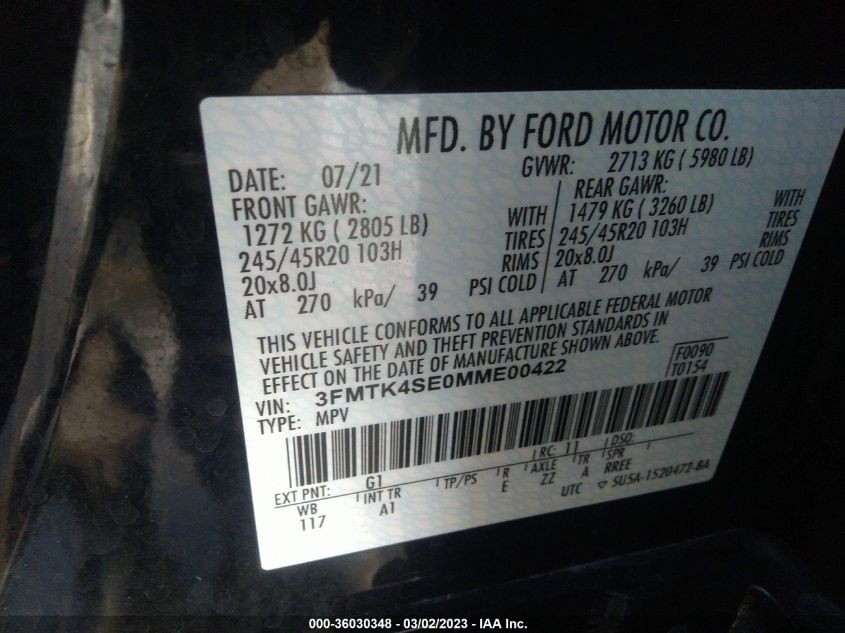 MFD. BY FORD MOTOR CO.
DATE: 07/21 GVWR: 2713 KG ( 5980 LB)
FRONT GAWR: REAR GAWR:
1272 KG ( 2805 LB) WITH 1479 KG ( 3260 LB) WITH
245/45R20 103H TIRES 245/45R20 103H TIRES
20x8.0J RIMS 20x8.0J RIMS
AT 270 kPa/ 39 PSI COLD AT 270 kPa/ 39 PSI COLD
THIS VEHICLE CONFORMS TO ALL APPLICABLE FEDERAL MOTOR
VEHICLE SAFETY AND THEFT PREVENTION STANDARDS IN
EFFECT ON THE DATE OF MANUFACTURE SHOWN ABOVE.
VIN: 3FMTK4SE0MME00422 F0090
TYPE: MPV T0154
EXT PNT: G1 RC: 11 DSO:
WB INT TR TP/PS R AXLE TR SPR
117 A1 E ZZ A RREE
UTC ▽ SU5A-1520472-BA
000-36030348 - 03/02/2023 - IAA Inc.